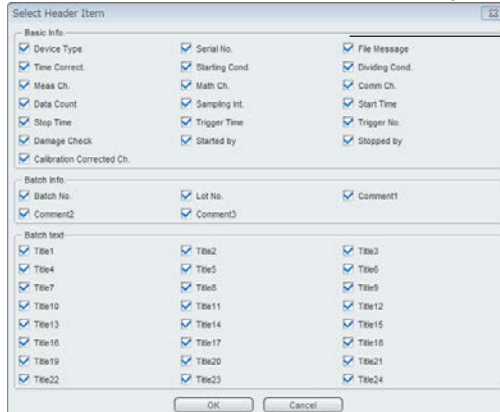 Select Header Item
Basic Info.
Device Type Serial No. File Message
Time Correct. Starting Cond. Dividing Cond.
Meas Ch. Math Ch. Comm Ch.
Data Count Sampling Int. Start Time
Stop Time Trigger Time Trigger No.
Damage Check Started by Stopped by
Calibration Corrected Ch.
Batch Info.
Batch No. Lot No. Comment1
Comment2 Comment3
Batch text
Title1 Title2 Title3
Title4 Title5 Title6
Title7 Title8 Title9
Title10 Title11 Title12
Title13 Title14 Title15
Title16 Title17 Title18
Title19 Title20 Title21
Title22 Title23 Title24
OK Cancel